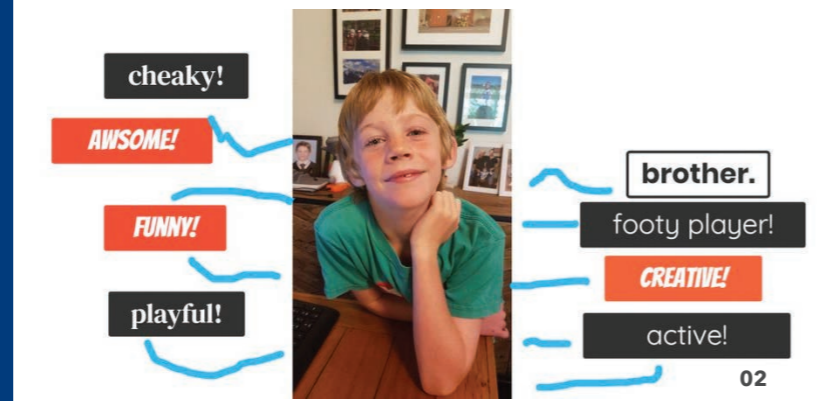 cheaky!
AWSOME!
FUNNY!
playful!
brother.
footy player!
CREATIVE!
active!
02